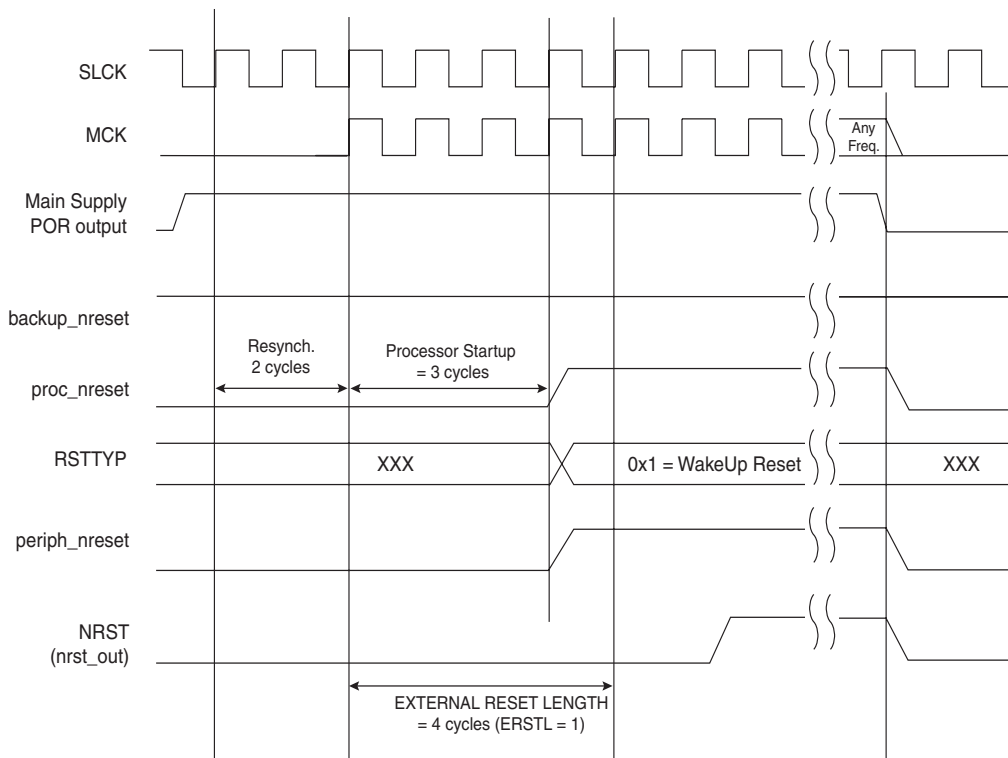 SLCK
MCK
Any
Freq.
Main Supply
POR output
backup_nreset
Resynch.
2 cycles
Processor Startup
= 3 cycles
proc_nreset
RSTTYP
XXX
0x1 = WakeUp Reset
XXX
periph_nreset
NRST
(nrst_out)
EXTERNAL RESET LENGTH
= 4 cycles (ERSTL = 1)